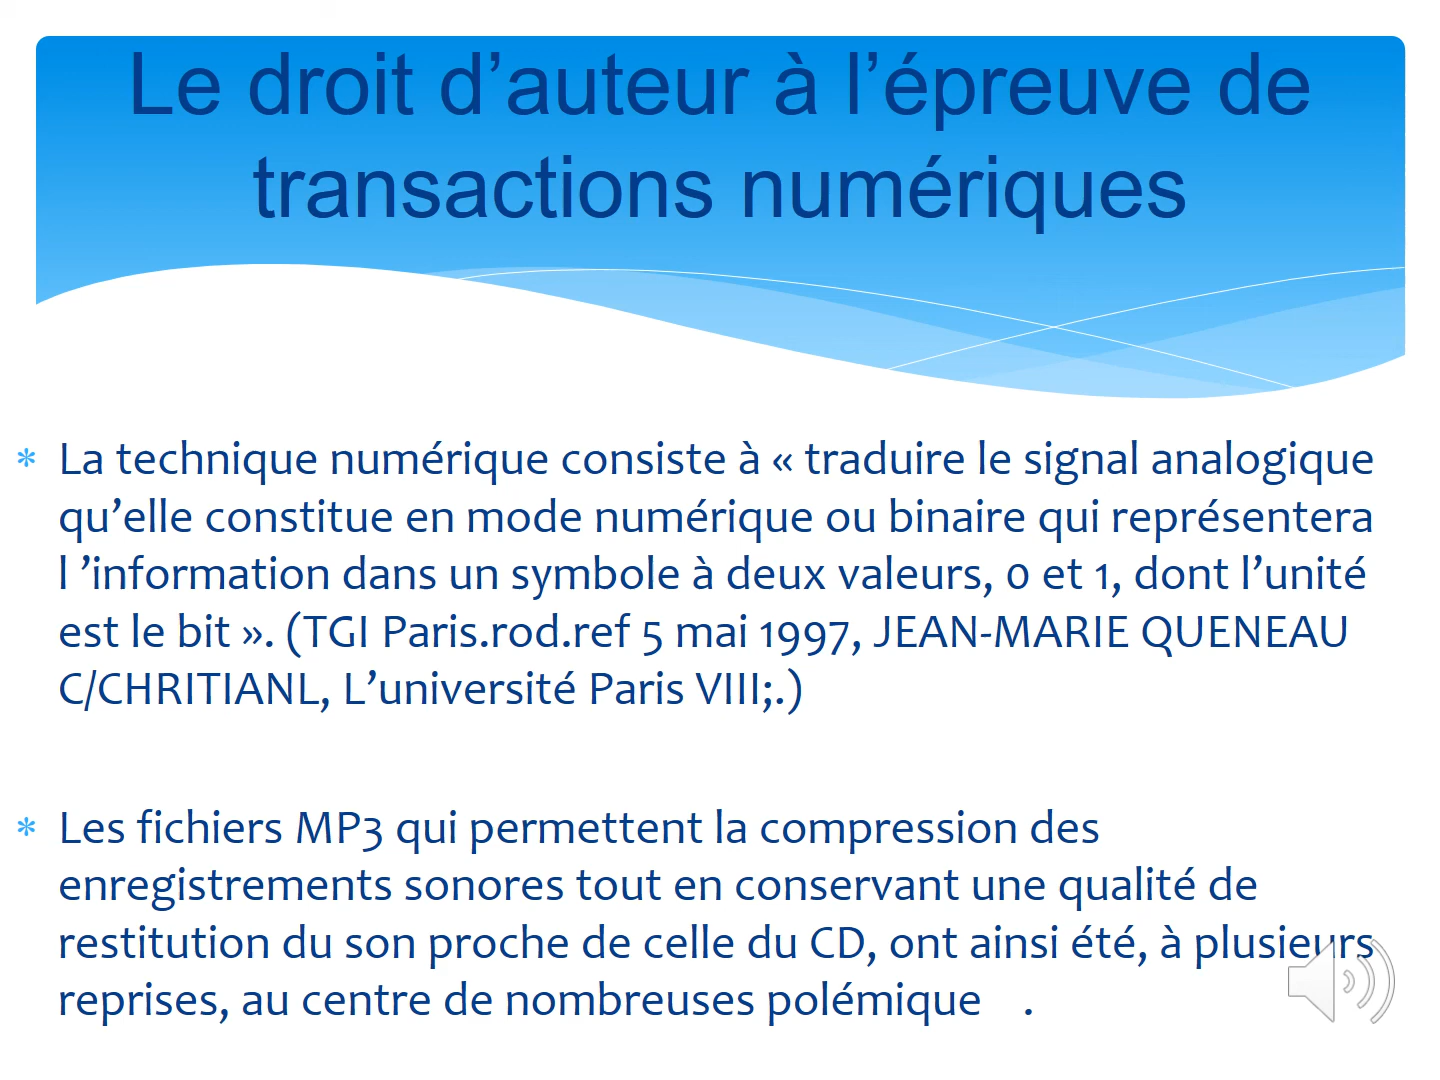 Le droit d’auteur à l’épreuve de
transactions numériques
* La technique numérique consiste à « traduire le signal analogique
qu’elle constitue en mode numérique ou binaire qui représentera
l ’information dans un symbole à deux valeurs, 0 et 1, dont l’unité
est le bit ». (TGI Paris.rod.ref 5 mai 1997, JEAN-MARIE QUENEAU
C/CHRITIANL, L’université Paris VIII;.)
* Les fichiers MP3 qui permettent la compression des
enregistrements sonores tout en conservant une qualité de
restitution du son proche de celle du CD, ont ainsi été, à plusieurs
reprises, au centre de nombreuses polémique .